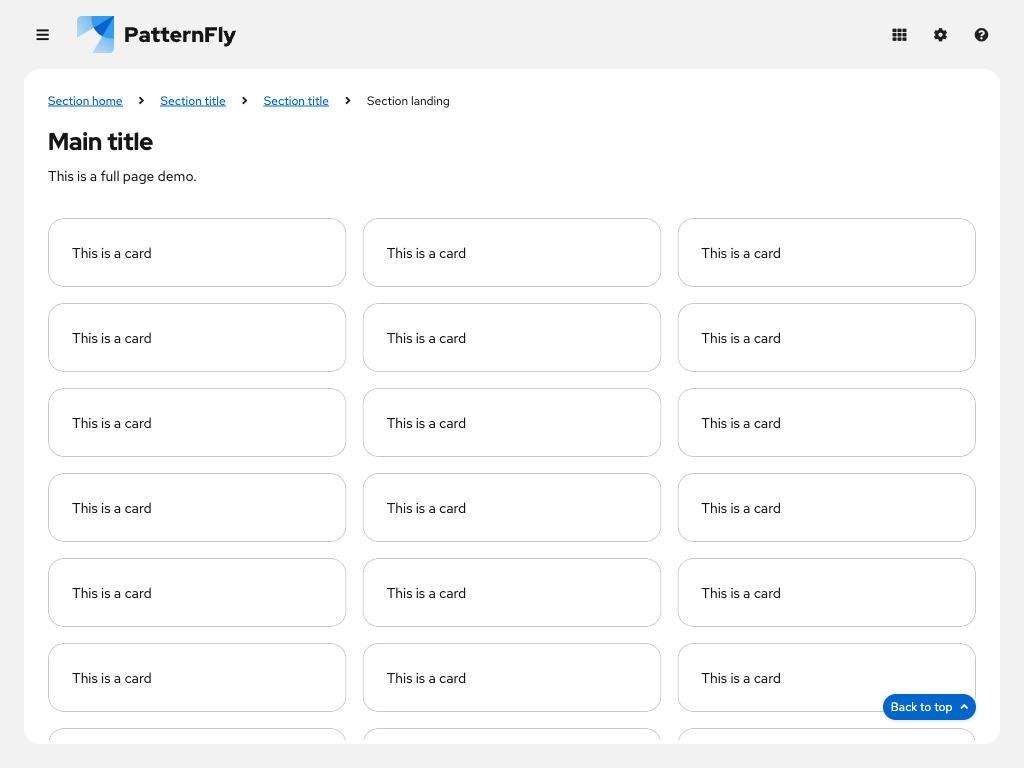 PatternFly
Section home Section title Section title Section landing
Main title
This is a full page demo.
This is a card This is a card This is a card
This is a card This is a card This is a card
This is a card This is a card This is a card
This is a card This is a card This is a card
This is a card This is a card This is a card
This is a card This is a card This is a card
Back to top